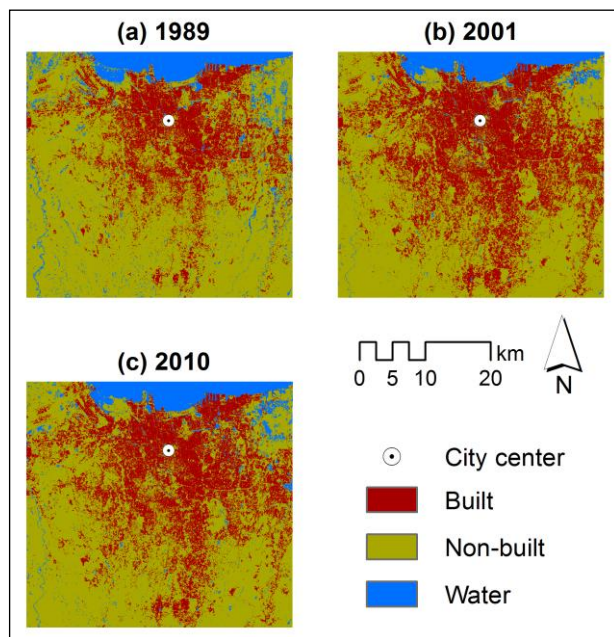 (a) 1989
(b) 2001
(c) 2010
km
0 5 10 20
N
City center
Built
Non-built
Water